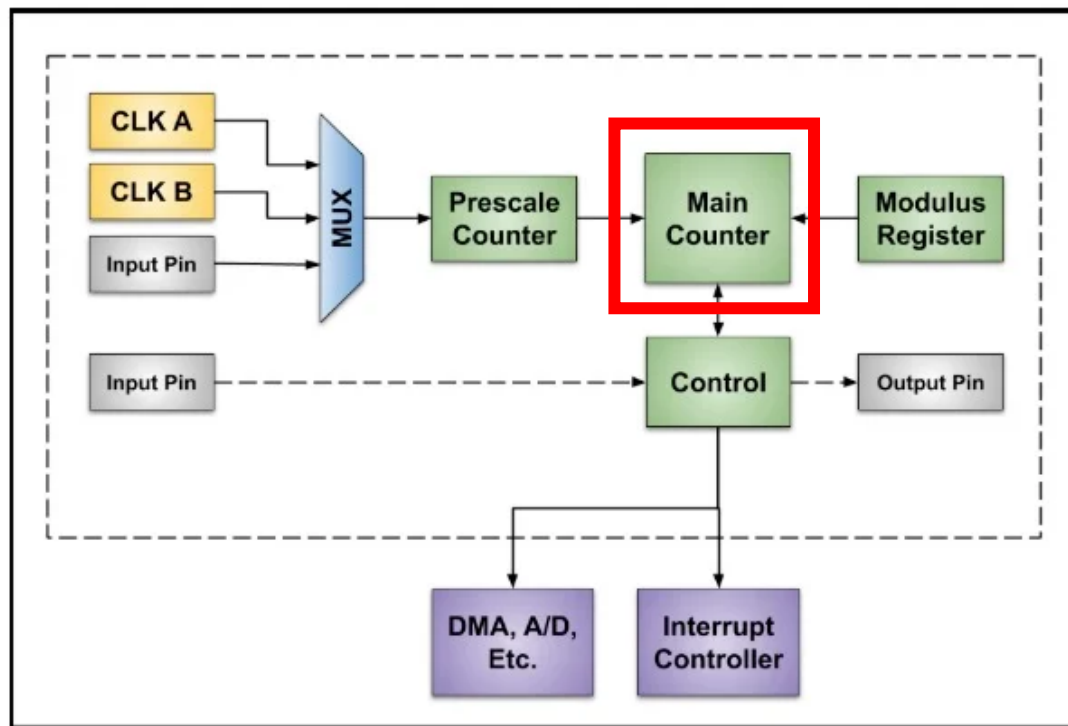 CLK A
CLK B
Input Pin
MUX
Prescale
Counter
Main
Counter
Modulus
Register
Input Pin
Control
Output Pin
DMA, A/D,
Etc.
Interrupt
Controller